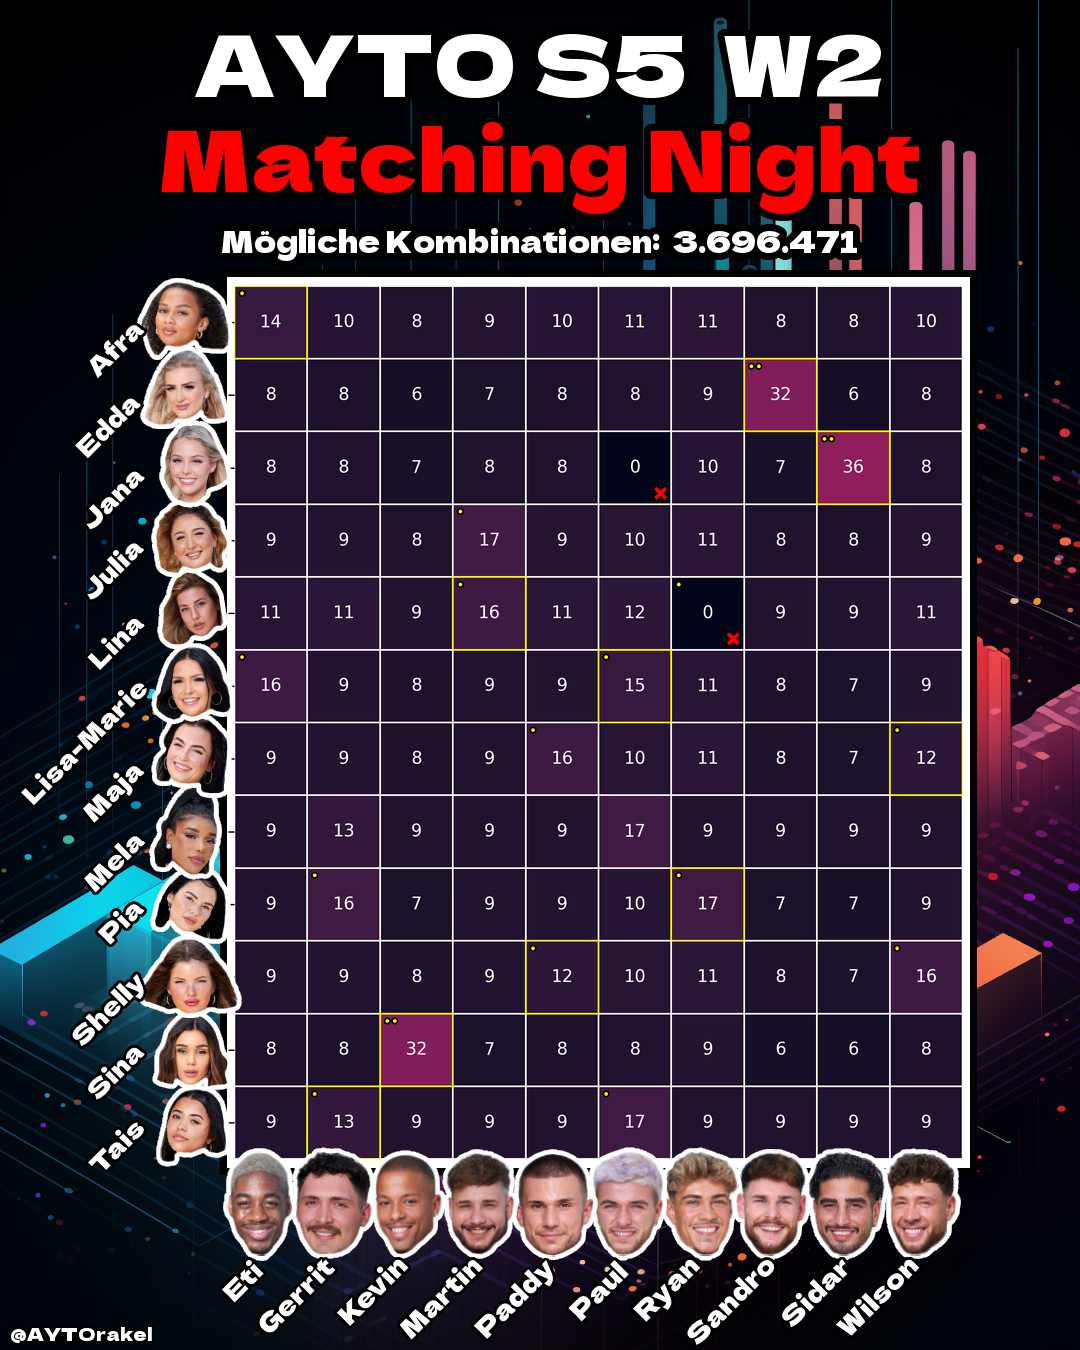 AYTO S5 W2
Matching Night
Mögliche Kombinationen: 3.696.471
Afra 14 10 8 9 10 11 11 8 8 10
Edda 8 8 6 7 8 8 9 32 6 8
Jana 8 8 7 8 8 0 10 7 36 8
Julia 9 9 8 17 9 10 11 8 8 9
Lina 11 11 9 16 11 12 0 9 9 11
Lisa-Marie 16 9 8 9 9 15 11 8 7 9
Maja 9 9 8 9 16 10 11 8 7 12
Mela 9 13 9 9 9 17 9 9 9 9
Pia 9 16 7 9 9 10 17 7 7 9
Shelly 9 9 8 9 12 10 11 8 7 16
Sina 8 8 32 7 8 8 9 6 6 8
Tais 9 13 9 9 9 17 9 9 9 9
Eti Gerrit Kevin Martin Paddy Paul Ryan Sandro Sidar Wilson
@AYTOrakel